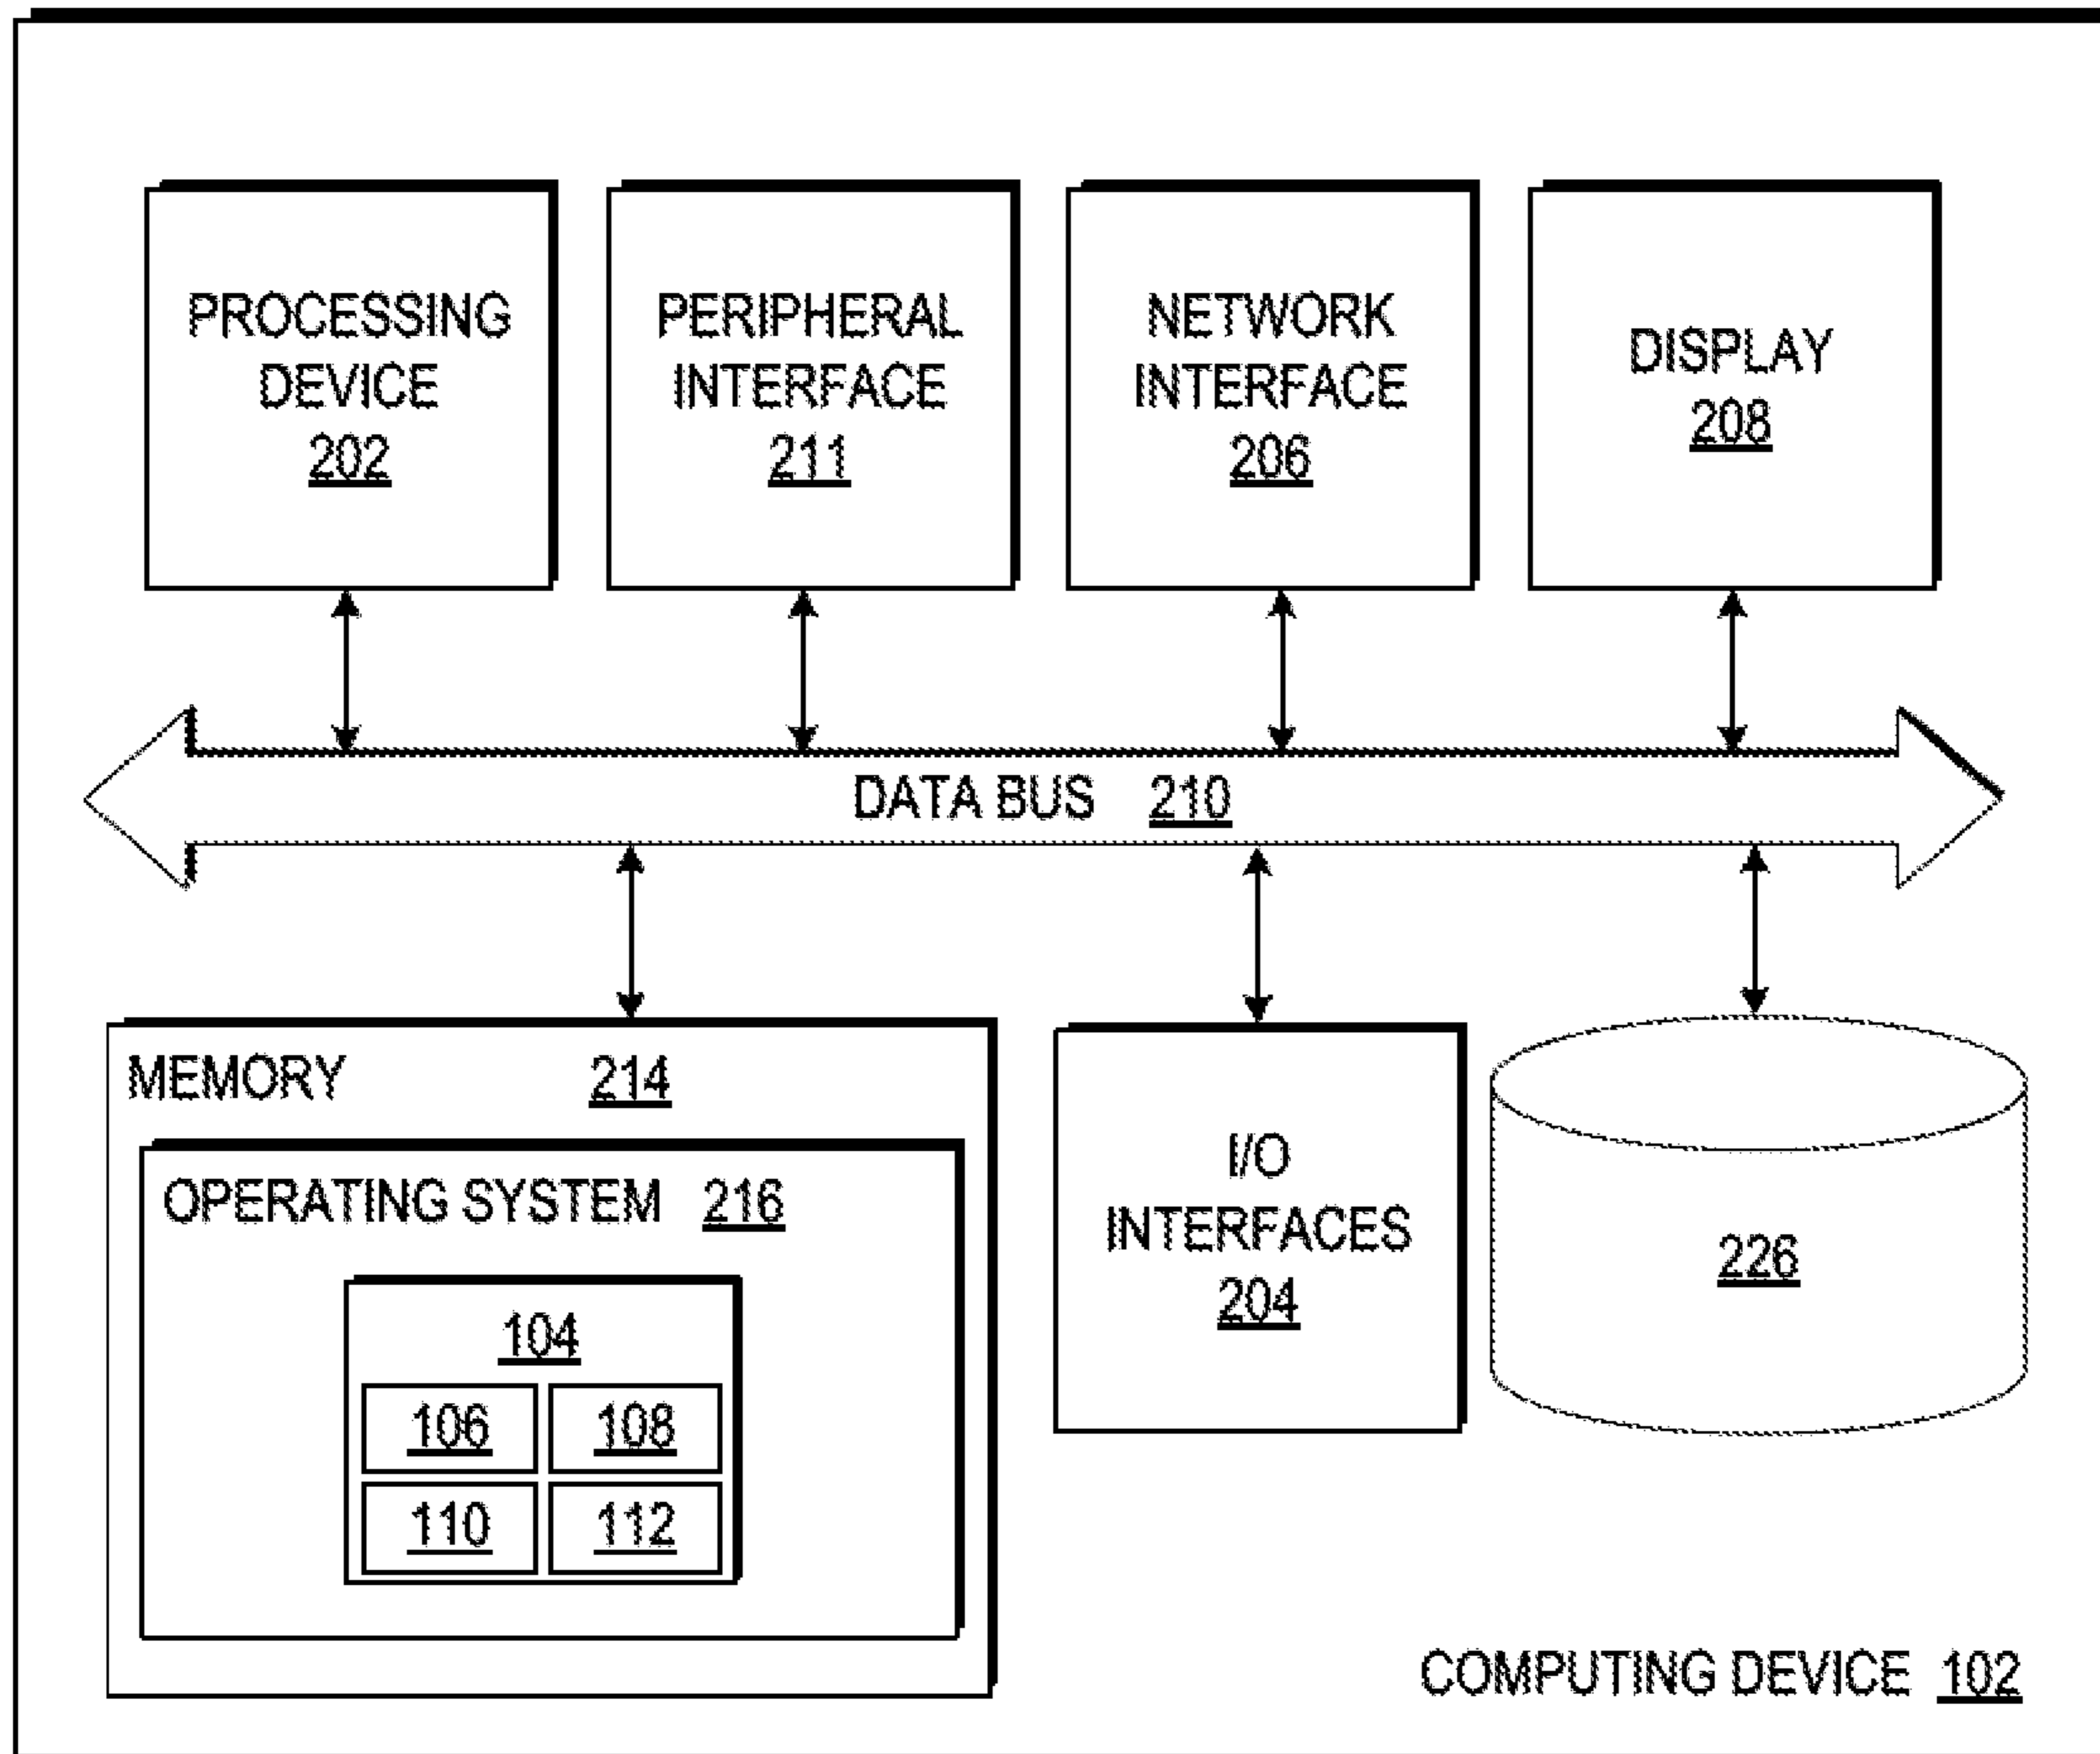 PROCESSING
DEVICE
202
PERIPHERAL
INTERFACE
211
NETWORK
INTERFACE
206
DISPLAY
208
DATA BUS 210
MEMORY 214
OPERATING SYSTEM 216
104
106 108
110 112
I/O
INTERFACES
204
226
COMPUTING DEVICE 102